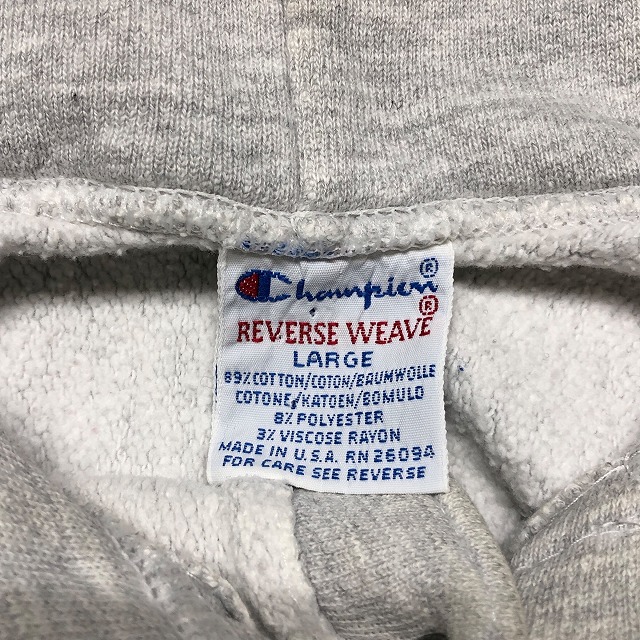 Champion®
REVERSE WEAVE®
LARGE
89% COTTON/COTON/BAUMWOLLE
COTONE/KATOEN/BOMULD
8% POLYESTER
3% VISCOSE RAYON
MADE IN U.S.A. RN 26094
FOR CARE SEE REVERSE